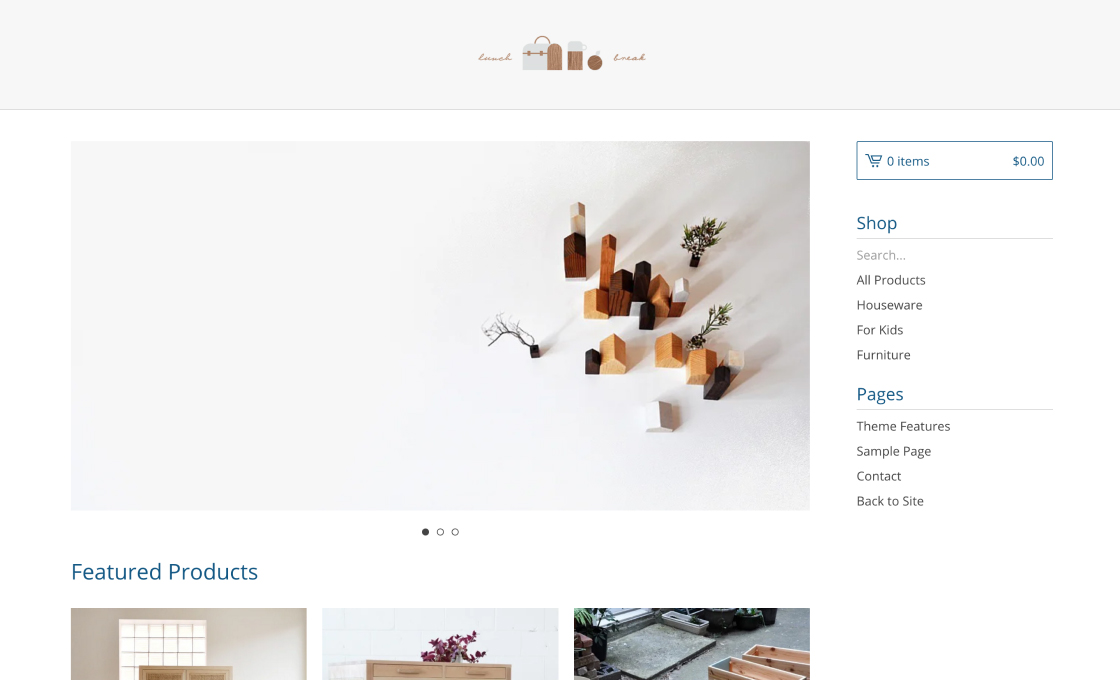 lunch break
0 items $0.00
Shop
Search...
All Products
Houseware
For Kids
Furniture
Pages
Theme Features
Sample Page
Contact
Back to Site
Featured Products